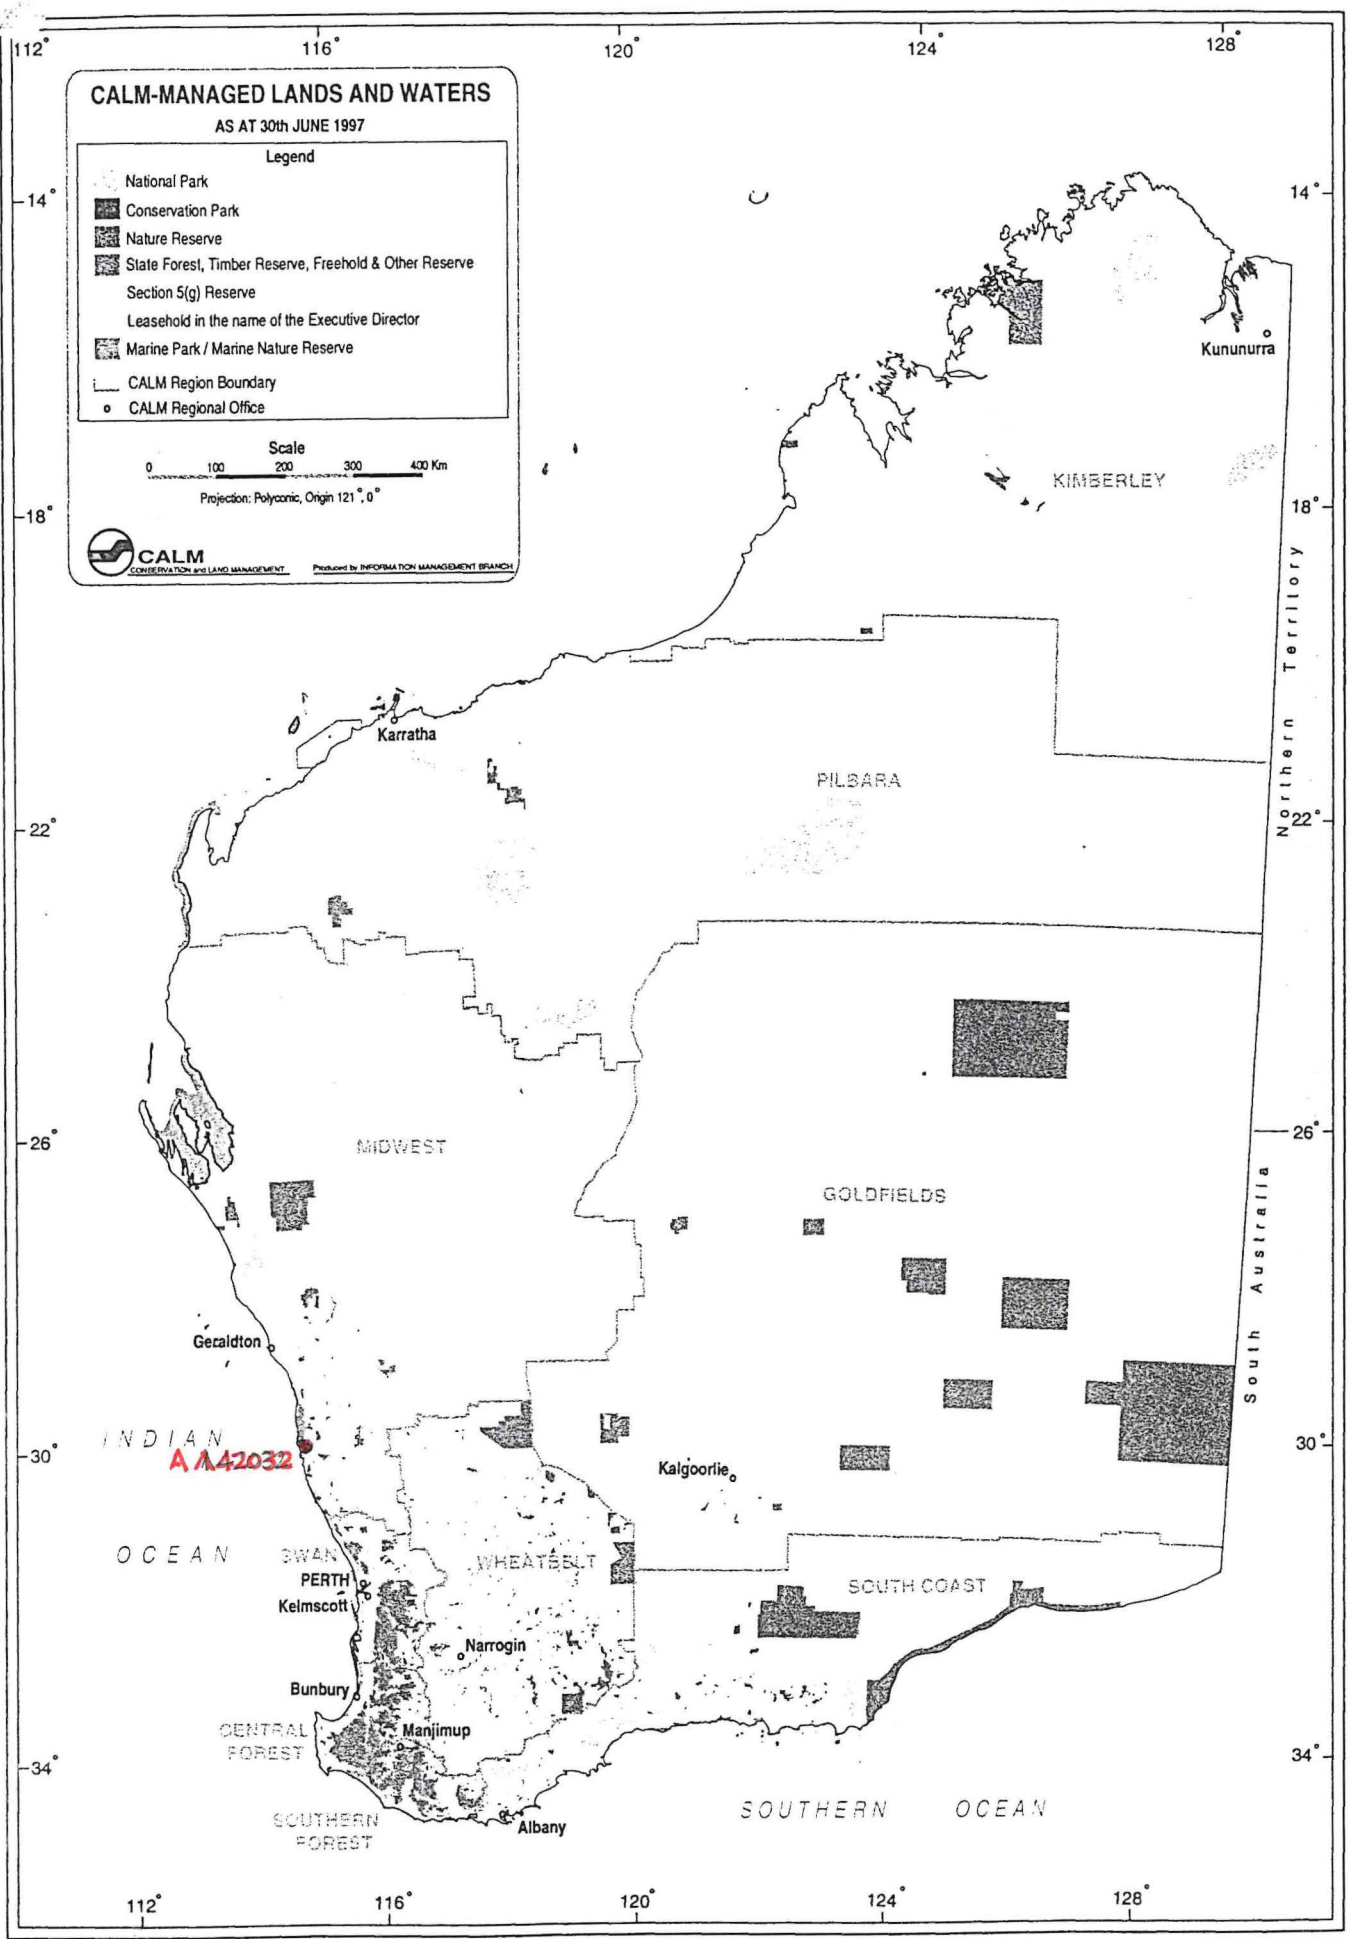 112° 116° 120° 124° 128°
CALM-MANAGED LANDS AND WATERS
AS AT 30th JUNE 1997
Legend
National Park
Conservation Park
Nature Reserve
State Forest, Timber Reserve, Freehold & Other Reserve
Section 5(g) Reserve
Leasehold in the name of the Executive Director
Marine Park / Marine Nature Reserve
CALM Region Boundary
CALM Regional Office
Scale
0 100 200 300 400 Km
Projection: Polyconic, Origin 121°, 0°
CALM
CONSERVATION and LAND MANAGEMENT Produced by INFORMATION MANAGEMENT BRANCH
14° 14°
Kununurra
KIMBERLEY
18° 18°
Northern Territory
Karratha
PILBARA
22° 22°
26° 26°
MIDWEST
GOLDFIELDS
South Australia
Geraldton
INDIAN
30° 30°
Kalgoorlie
OCEAN
SWAN
WHEATBELT
PERTH
SOUTH COAST
Kelmscott
Narrogin
Bunbury
CENTRAL
FOREST
Manjimup
34° 34°
SOUTHERN OCEAN
SOUTHERN
FOREST
Albany
112° 116° 120° 124° 128°